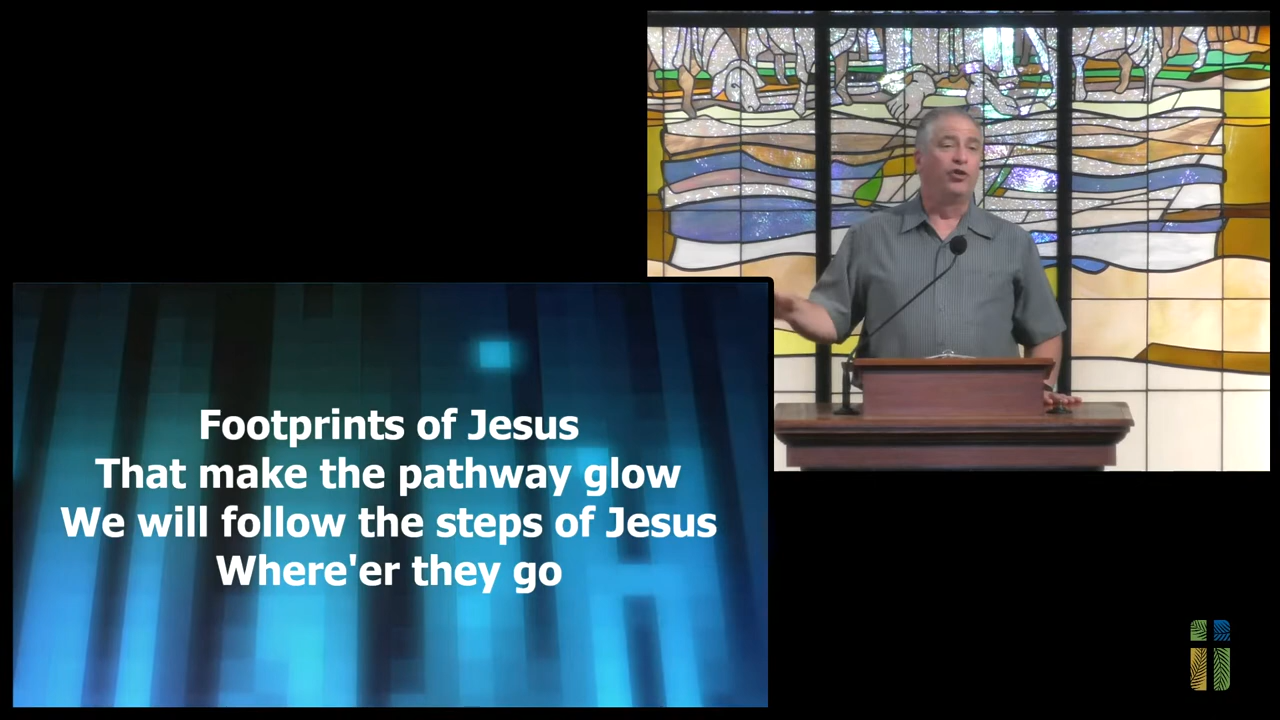 Footprints of Jesus
That make the pathway glow
We will follow the steps of Jesus
Where'er they go